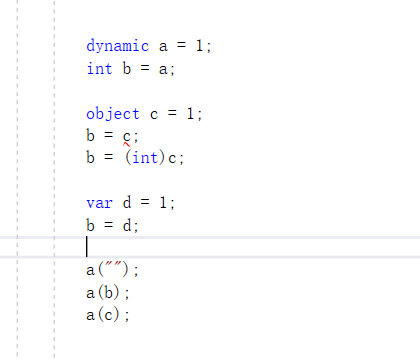 dynamic a = 1;
int b = a;
object c = 1;
b = c;
b = (int)c;
var d = 1;
b = d;
a("");
a(b);
a(c);